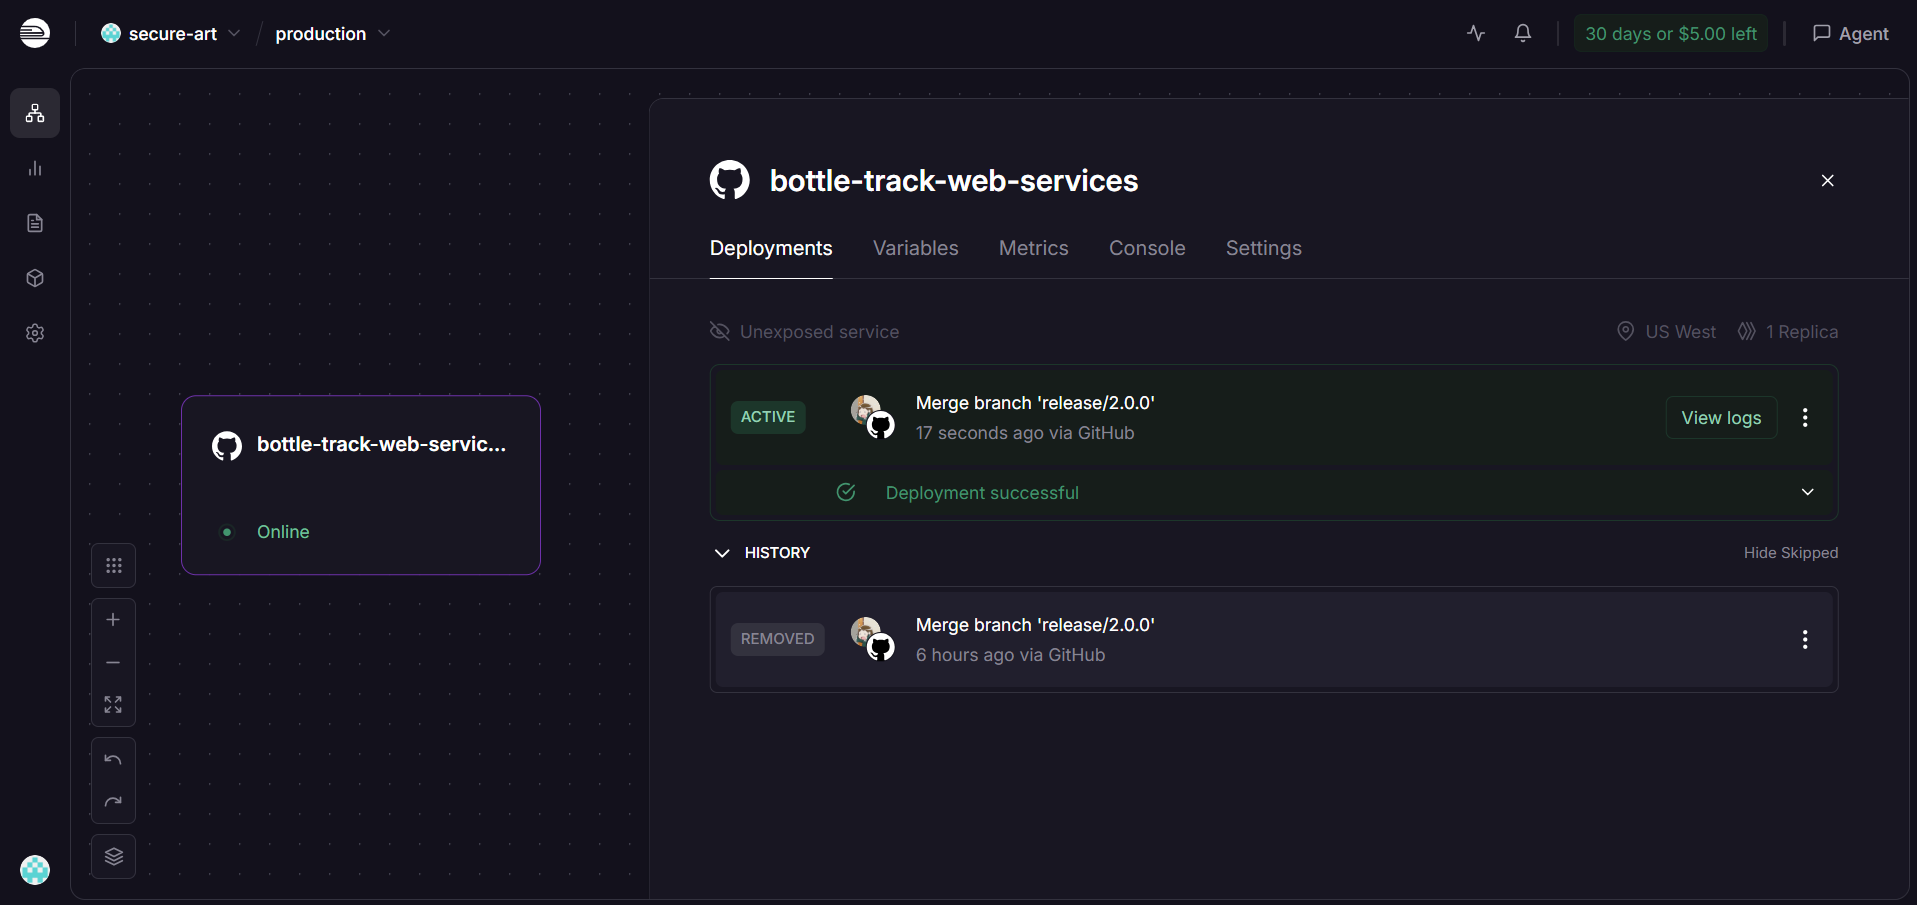 secure-art
production
30 days or $5.00 left
Agent
bottle-track-web-services
Deployments
Variables
Metrics
Console
Settings
Unexposed service
US West
1 Replica
ACTIVE
Merge branch 'release/2.0.0'
17 seconds ago via GitHub
View logs
Deployment successful
HISTORY
Hide Skipped
REMOVED
Merge branch 'release/2.0.0'
6 hours ago via GitHub
bottle-track-web-servic...
Online